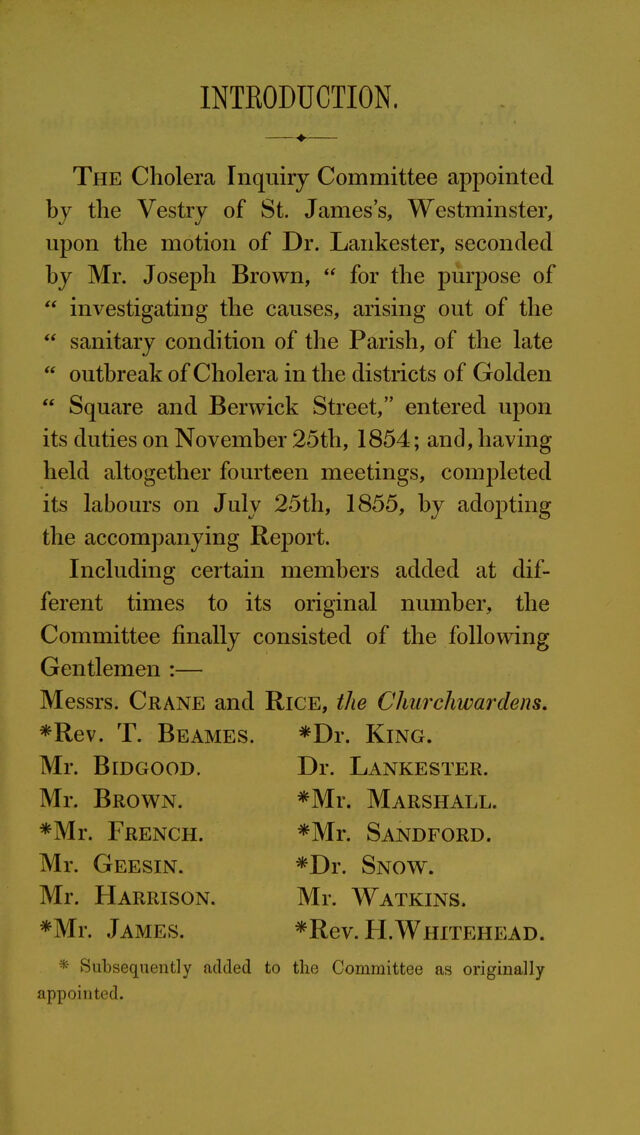 INTRODUCTION.
THE Cholera Inquiry Committee appointed
by the Vestry of St. James's, Westminster,
upon the motion of Dr. Lankester, seconded
by Mr. Joseph Brown, “ for the purpose of
“ investigating the causes, arising out of the
“ sanitary condition of the Parish, of the late
“ outbreak of Cholera in the districts of Golden
“ Square and Berwick Street,” entered upon
its duties on November 25th, 1854; and, having
held altogether fourteen meetings, completed
its labours on July 25th, 1855, by adopting
the accompanying Report.
Including certain members added at dif-
ferent times to its original number, the
Committee finally consisted of the following
Gentlemen :—
Messrs. CRANE and RICE, the Churchwardens.
*Rev. T. BEAMES. *Dr. KING.
Mr. BIDGOOD. Dr. LANKESTER.
Mr. BROWN. *Mr. MARSHALL.
*Mr. FRENCH. *Mr. SANDFORD.
Mr. GEESIN. *Dr. SNOW.
Mr. HARRISON. Mr. WATKINS.
*Mr. JAMES. *Rev. H. WHITEHEAD.
* Subsequently added to the Committee as originally
appointed.